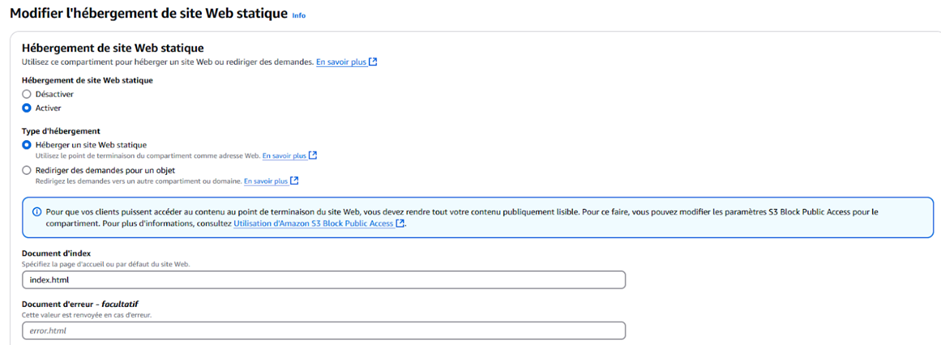 Modifier l'hébergement de site Web statique Info
Hébergement de site Web statique
Utilisez ce compartiment pour héberger un site Web ou rediriger des demandes. En savoir plus
Hébergement de site Web statique
Désactiver
Activer
Type d'hébergement
Héberger un site Web statique
Utilisez le point de terminaison du compartiment comme adresse Web. En savoir plus
Rediriger des demandes pour un objet
Redirigez les demandes vers un autre compartiment ou domaine. En savoir plus
Pour que vos clients puissent accéder au contenu au point de terminaison du site Web, vous devez rendre tout votre contenu publiquement lisible. Pour ce faire, vous pouvez modifier les paramètres S3 Block Public Access pour le
compartiment. Pour plus d'informations, consultez Utilisation d'Amazon S3 Block Public Access.
Document d'index
Spécifiez la page d'accueil ou par défaut du site Web.
index.html
Document d'erreur - facultatif
Cette valeur est renvoyée en cas d'erreur.
error.html